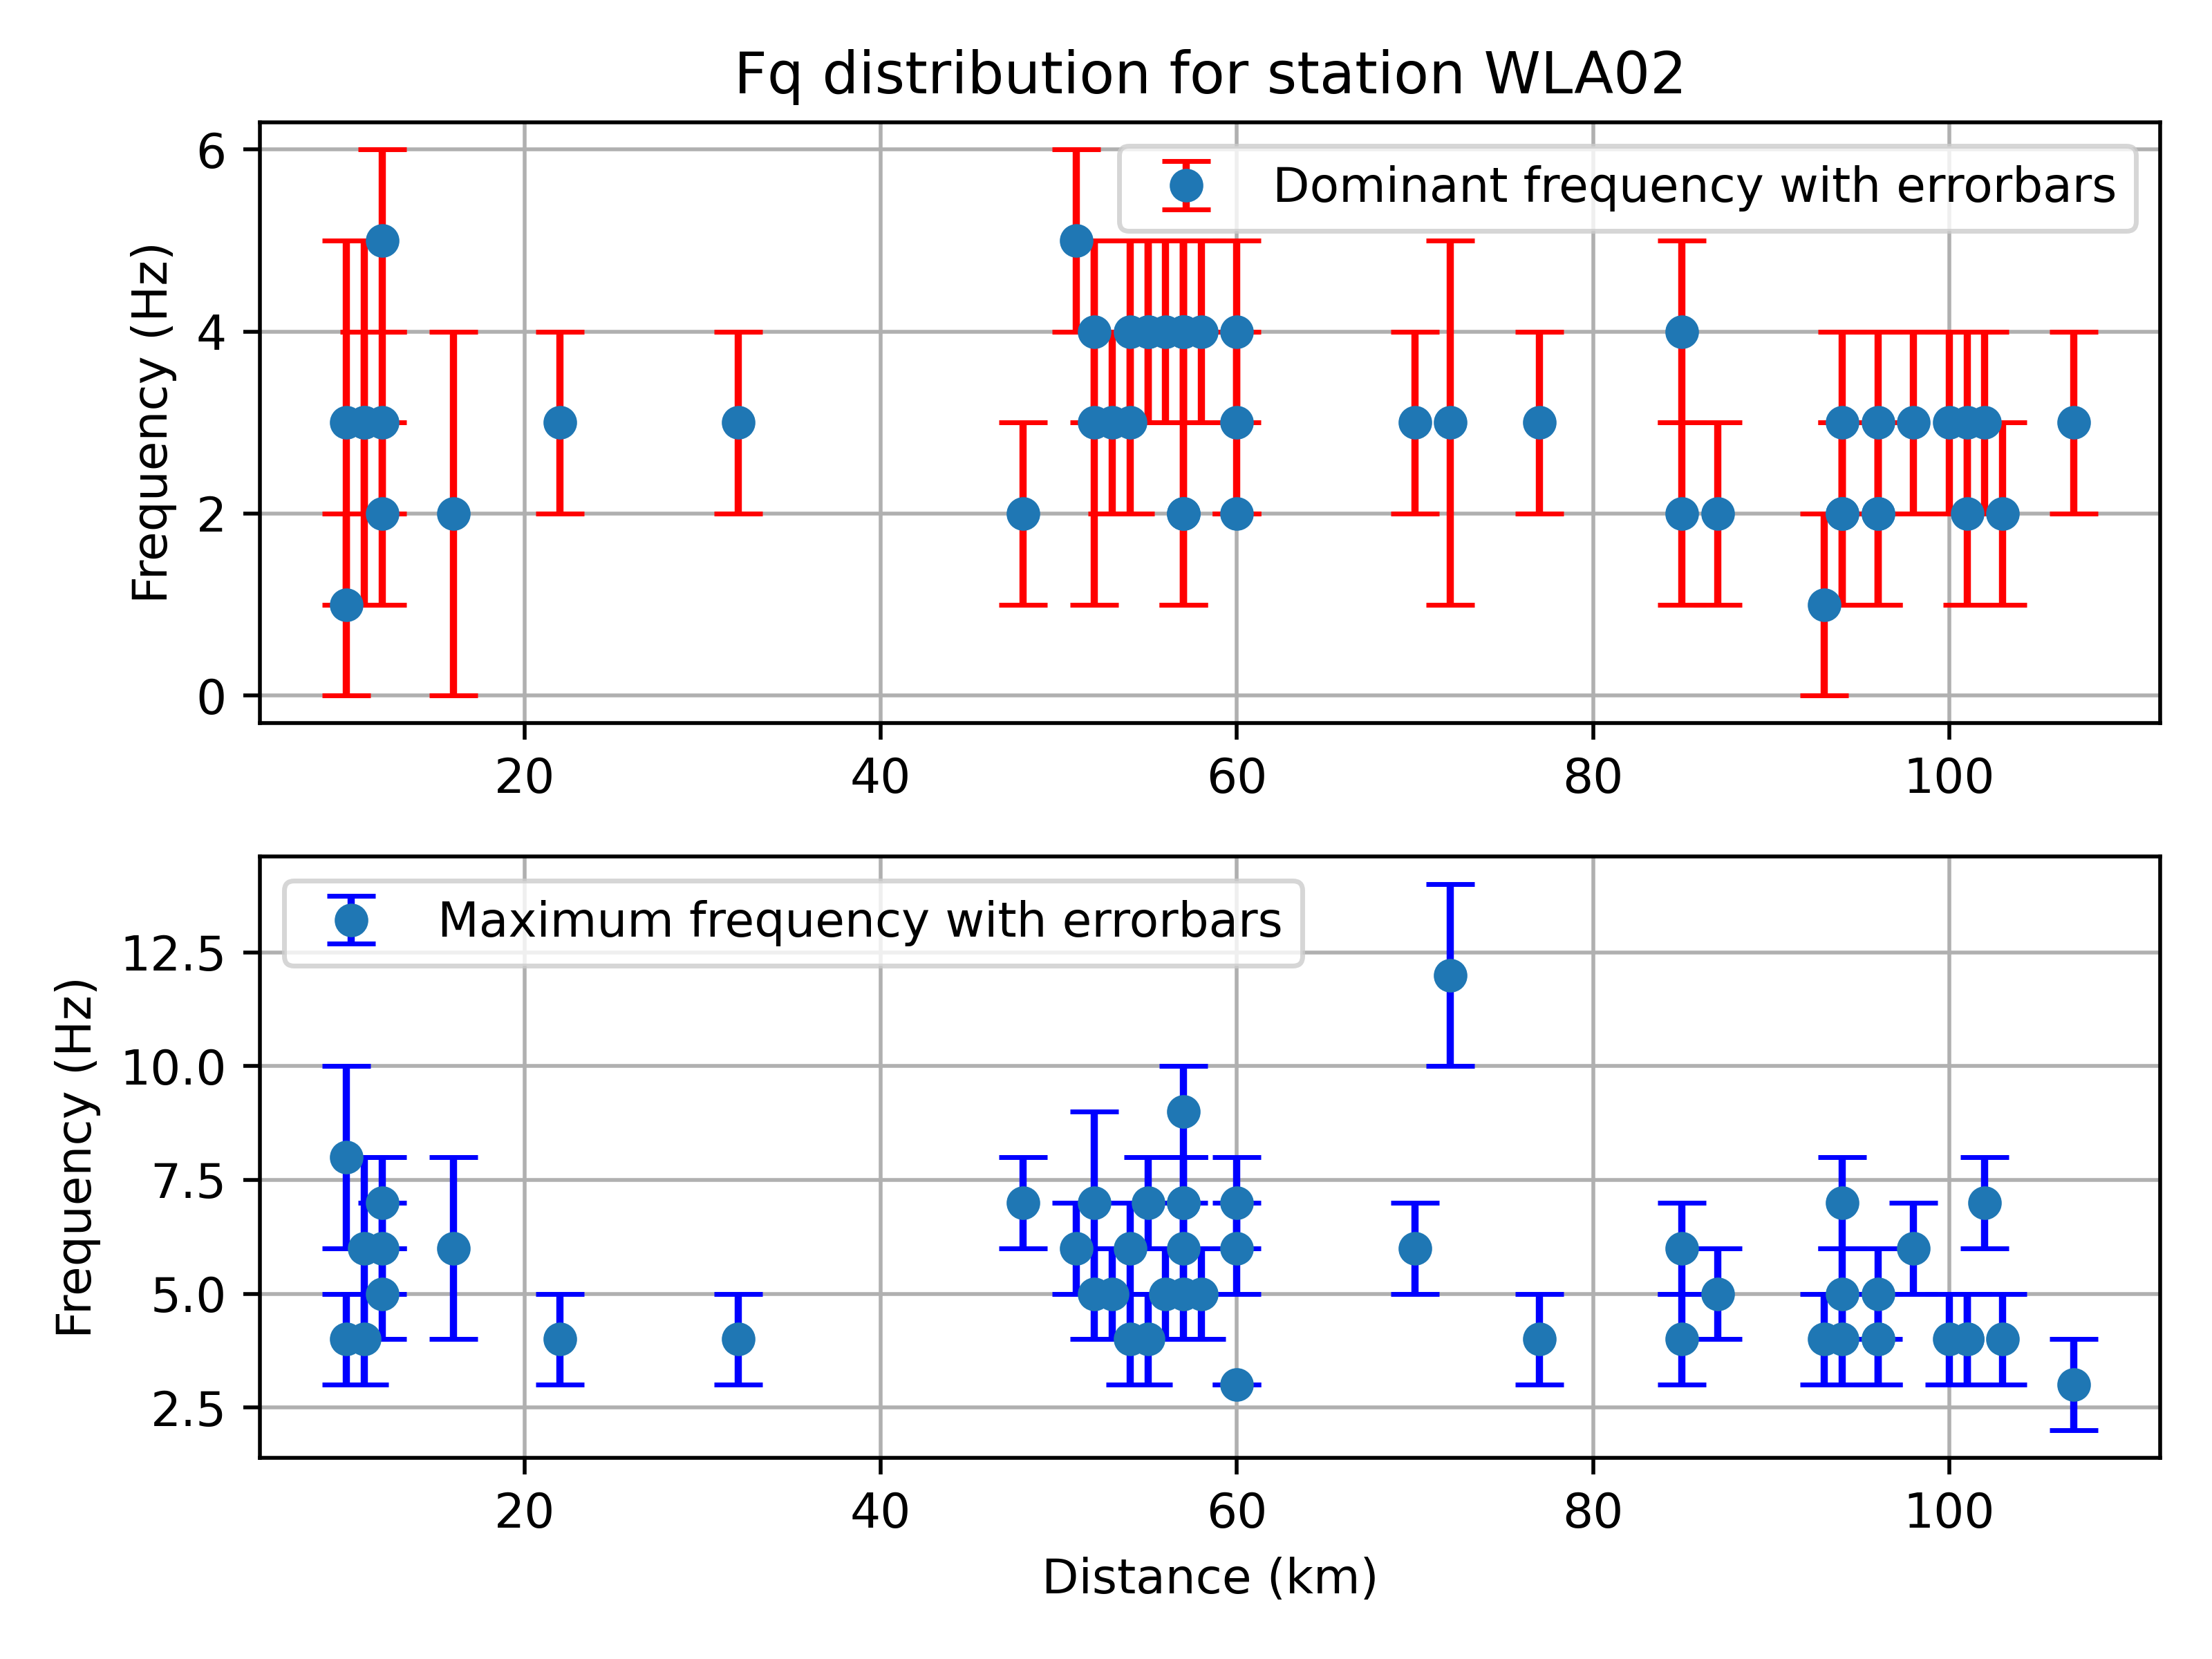 Fq distribution for station WLA02
Dominant frequency with errorbars
Frequency (Hz)
6
4
2
0
20 40 60 80 100
Maximum frequency with errorbars
Frequency (Hz)
12.5
10.0
7.5
5.0
2.5
20 40 60 80 100
Distance (km)